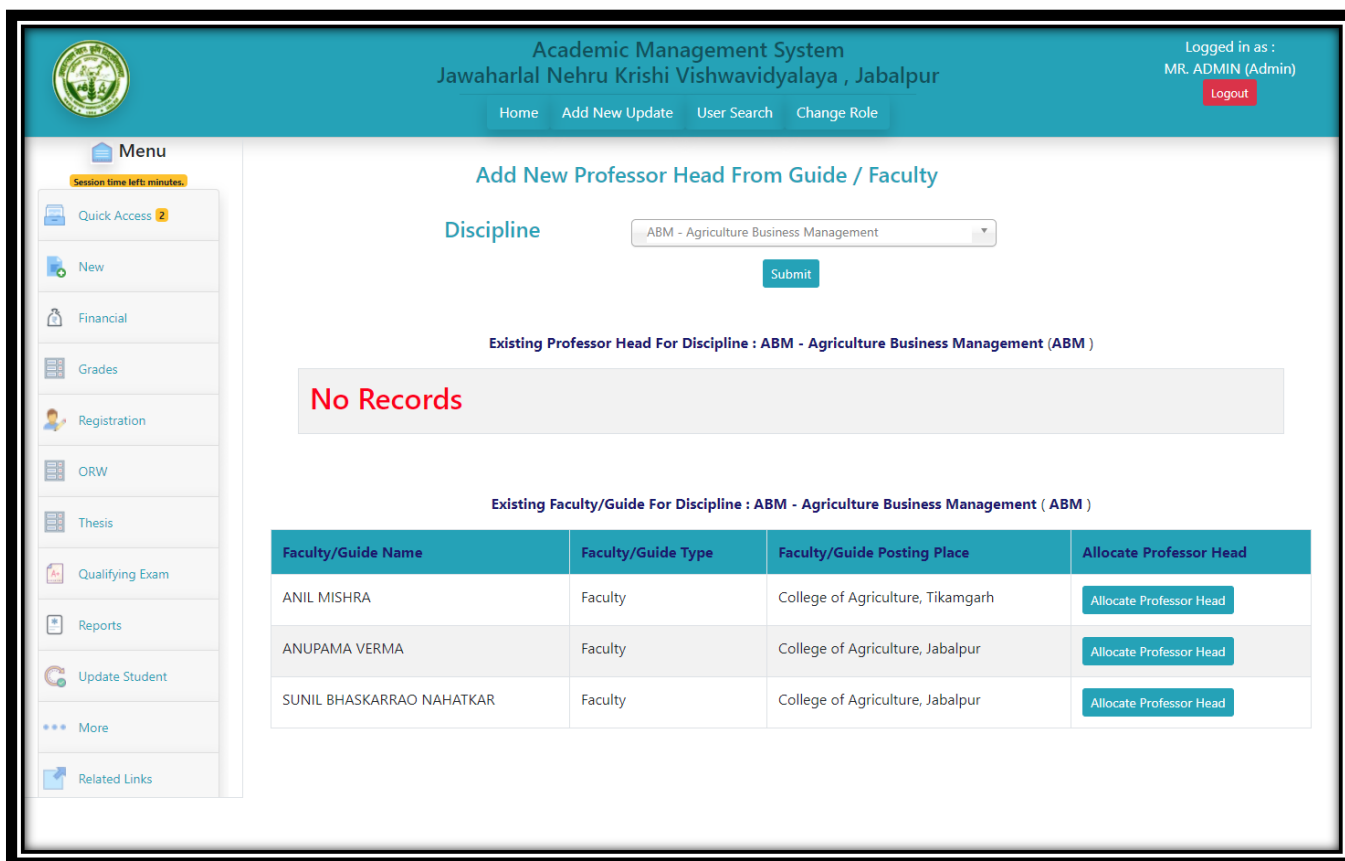 Academic Management System
Jawaharlal Nehru Krishi Vishwavidyalaya , Jabalpur
Home Add New Update User Search Change Role
Logged in as :
MR. ADMIN (Admin)
Logout
Menu
Session time left: minutes.
Quick Access 2
New
Financial
Grades
Registration
ORW
Thesis
Qualifying Exam
Reports
Update Student
More
Related Links
Add New Professor Head From Guide / Faculty
Discipline ABM - Agriculture Business Management
Submit
Existing Professor Head For Discipline : ABM - Agriculture Business Management (ABM )
No Records
Existing Faculty/Guide For Discipline : ABM - Agriculture Business Management ( ABM )
Faculty/Guide Name Faculty/Guide Type Faculty/Guide Posting Place Allocate Professor Head
ANIL MISHRA Faculty College of Agriculture, Tikamgarh Allocate Professor Head
ANUPAMA VERMA Faculty College of Agriculture, Jabalpur Allocate Professor Head
SUNIL BHASKARRAO NAHATKAR Faculty College of Agriculture, Jabalpur Allocate Professor Head